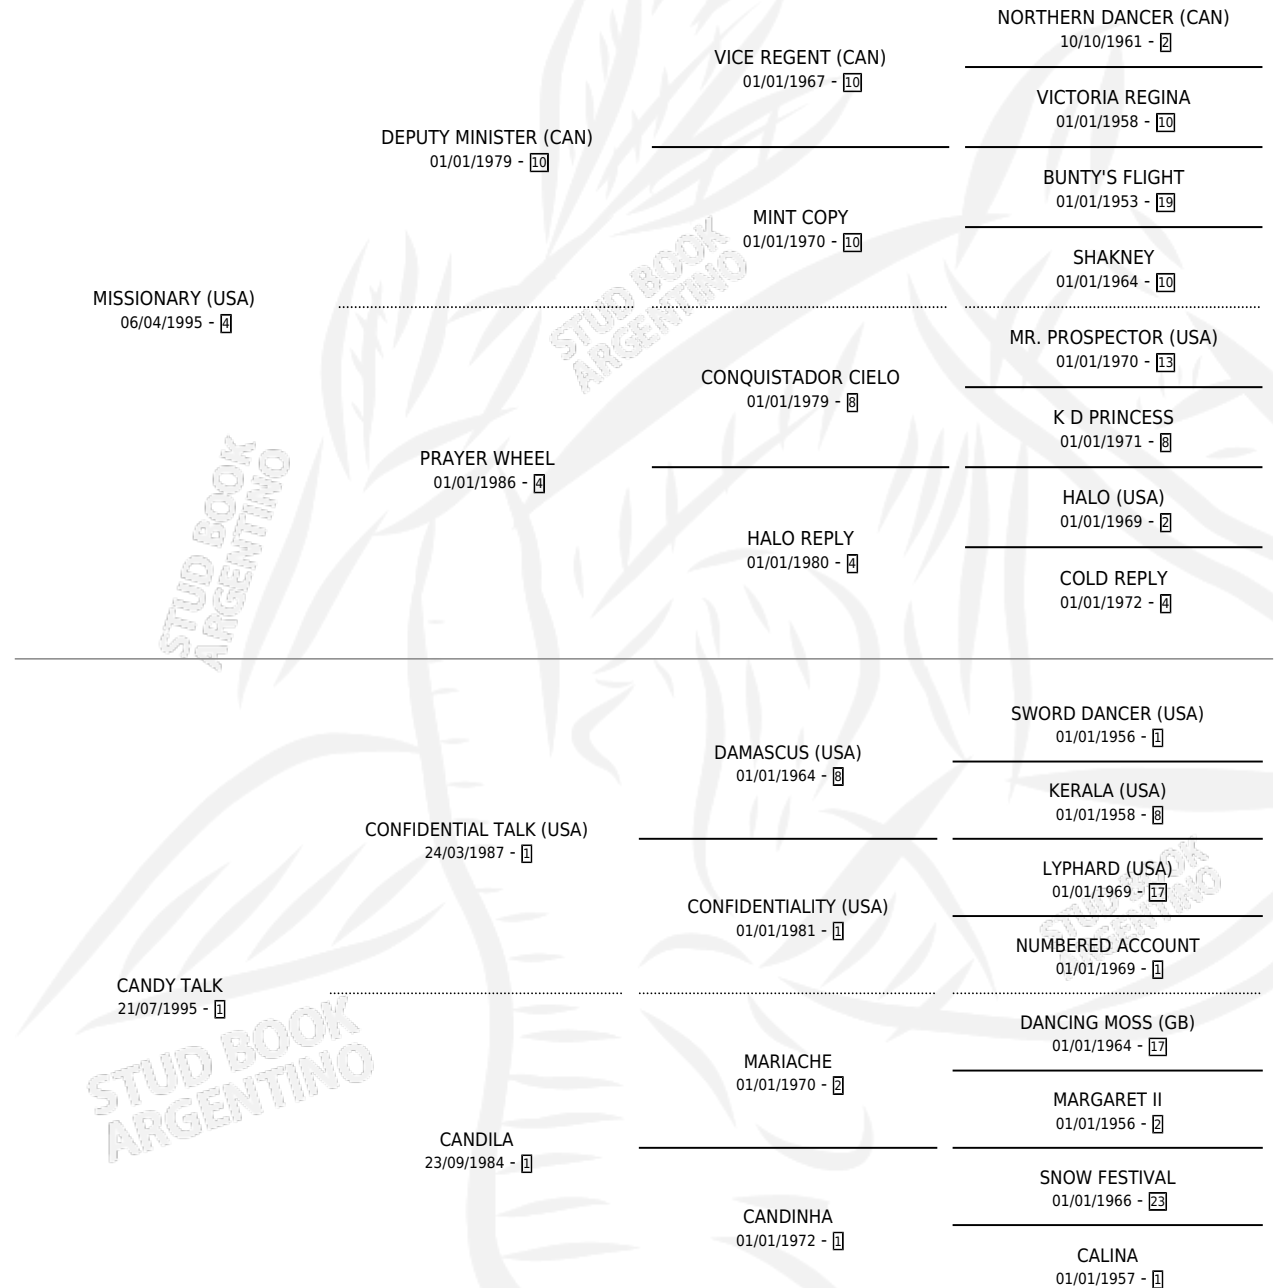 NORTHERN DANCER (CAN)
10/10/1961 - 2
VICE REGENT (CAN)
01/01/1967 - 10
VICTORIA REGINA
01/01/1958 - 10
DEPUTY MINISTER (CAN)
01/01/1979 - 10
BUNTY'S FLIGHT
01/01/1953 - 19
MINT COPY
01/01/1970 - 10
SHAKNEY
01/01/1964 - 10
MISSIONARY (USA)
06/04/1995 - 4
MR. PROSPECTOR (USA)
01/01/1970 - 13
CONQUISTADOR CIELO
01/01/1979 - 8
K D PRINCESS
01/01/1971 - 8
PRAYER WHEEL
01/01/1986 - 4
HALO (USA)
01/01/1969 - 2
HALO REPLY
01/01/1980 - 4
COLD REPLY
01/01/1972 - 4
SWORD DANCER (USA)
01/01/1956 - 1
DAMASCUS (USA)
01/01/1964 - 8
KERALA (USA)
01/01/1958 - 8
CONFIDENTIAL TALK (USA)
24/03/1987 - 1
LYPHARD (USA)
01/01/1969 - 17
CONFIDENTIALITY (USA)
01/01/1981 - 1
NUMBERED ACCOUNT
01/01/1969 - 1
CANDY TALK
21/07/1995 - 1
DANCING MOSS (GB)
01/01/1964 - 17
MARIACHE
01/01/1970 - 2
MARGARET II
01/01/1956 - 2
CANDILA
23/09/1984 - 1
SNOW FESTIVAL
01/01/1966 - 23
CANDINHA
01/01/1972 - 1
CALINA
01/01/1957 - 1
STUD BOOK
ARGENTINO
STUD BOOK
ARGENTINO
STUD BOOK
ARGENTINO
STUD BOOK
ARGENTINO